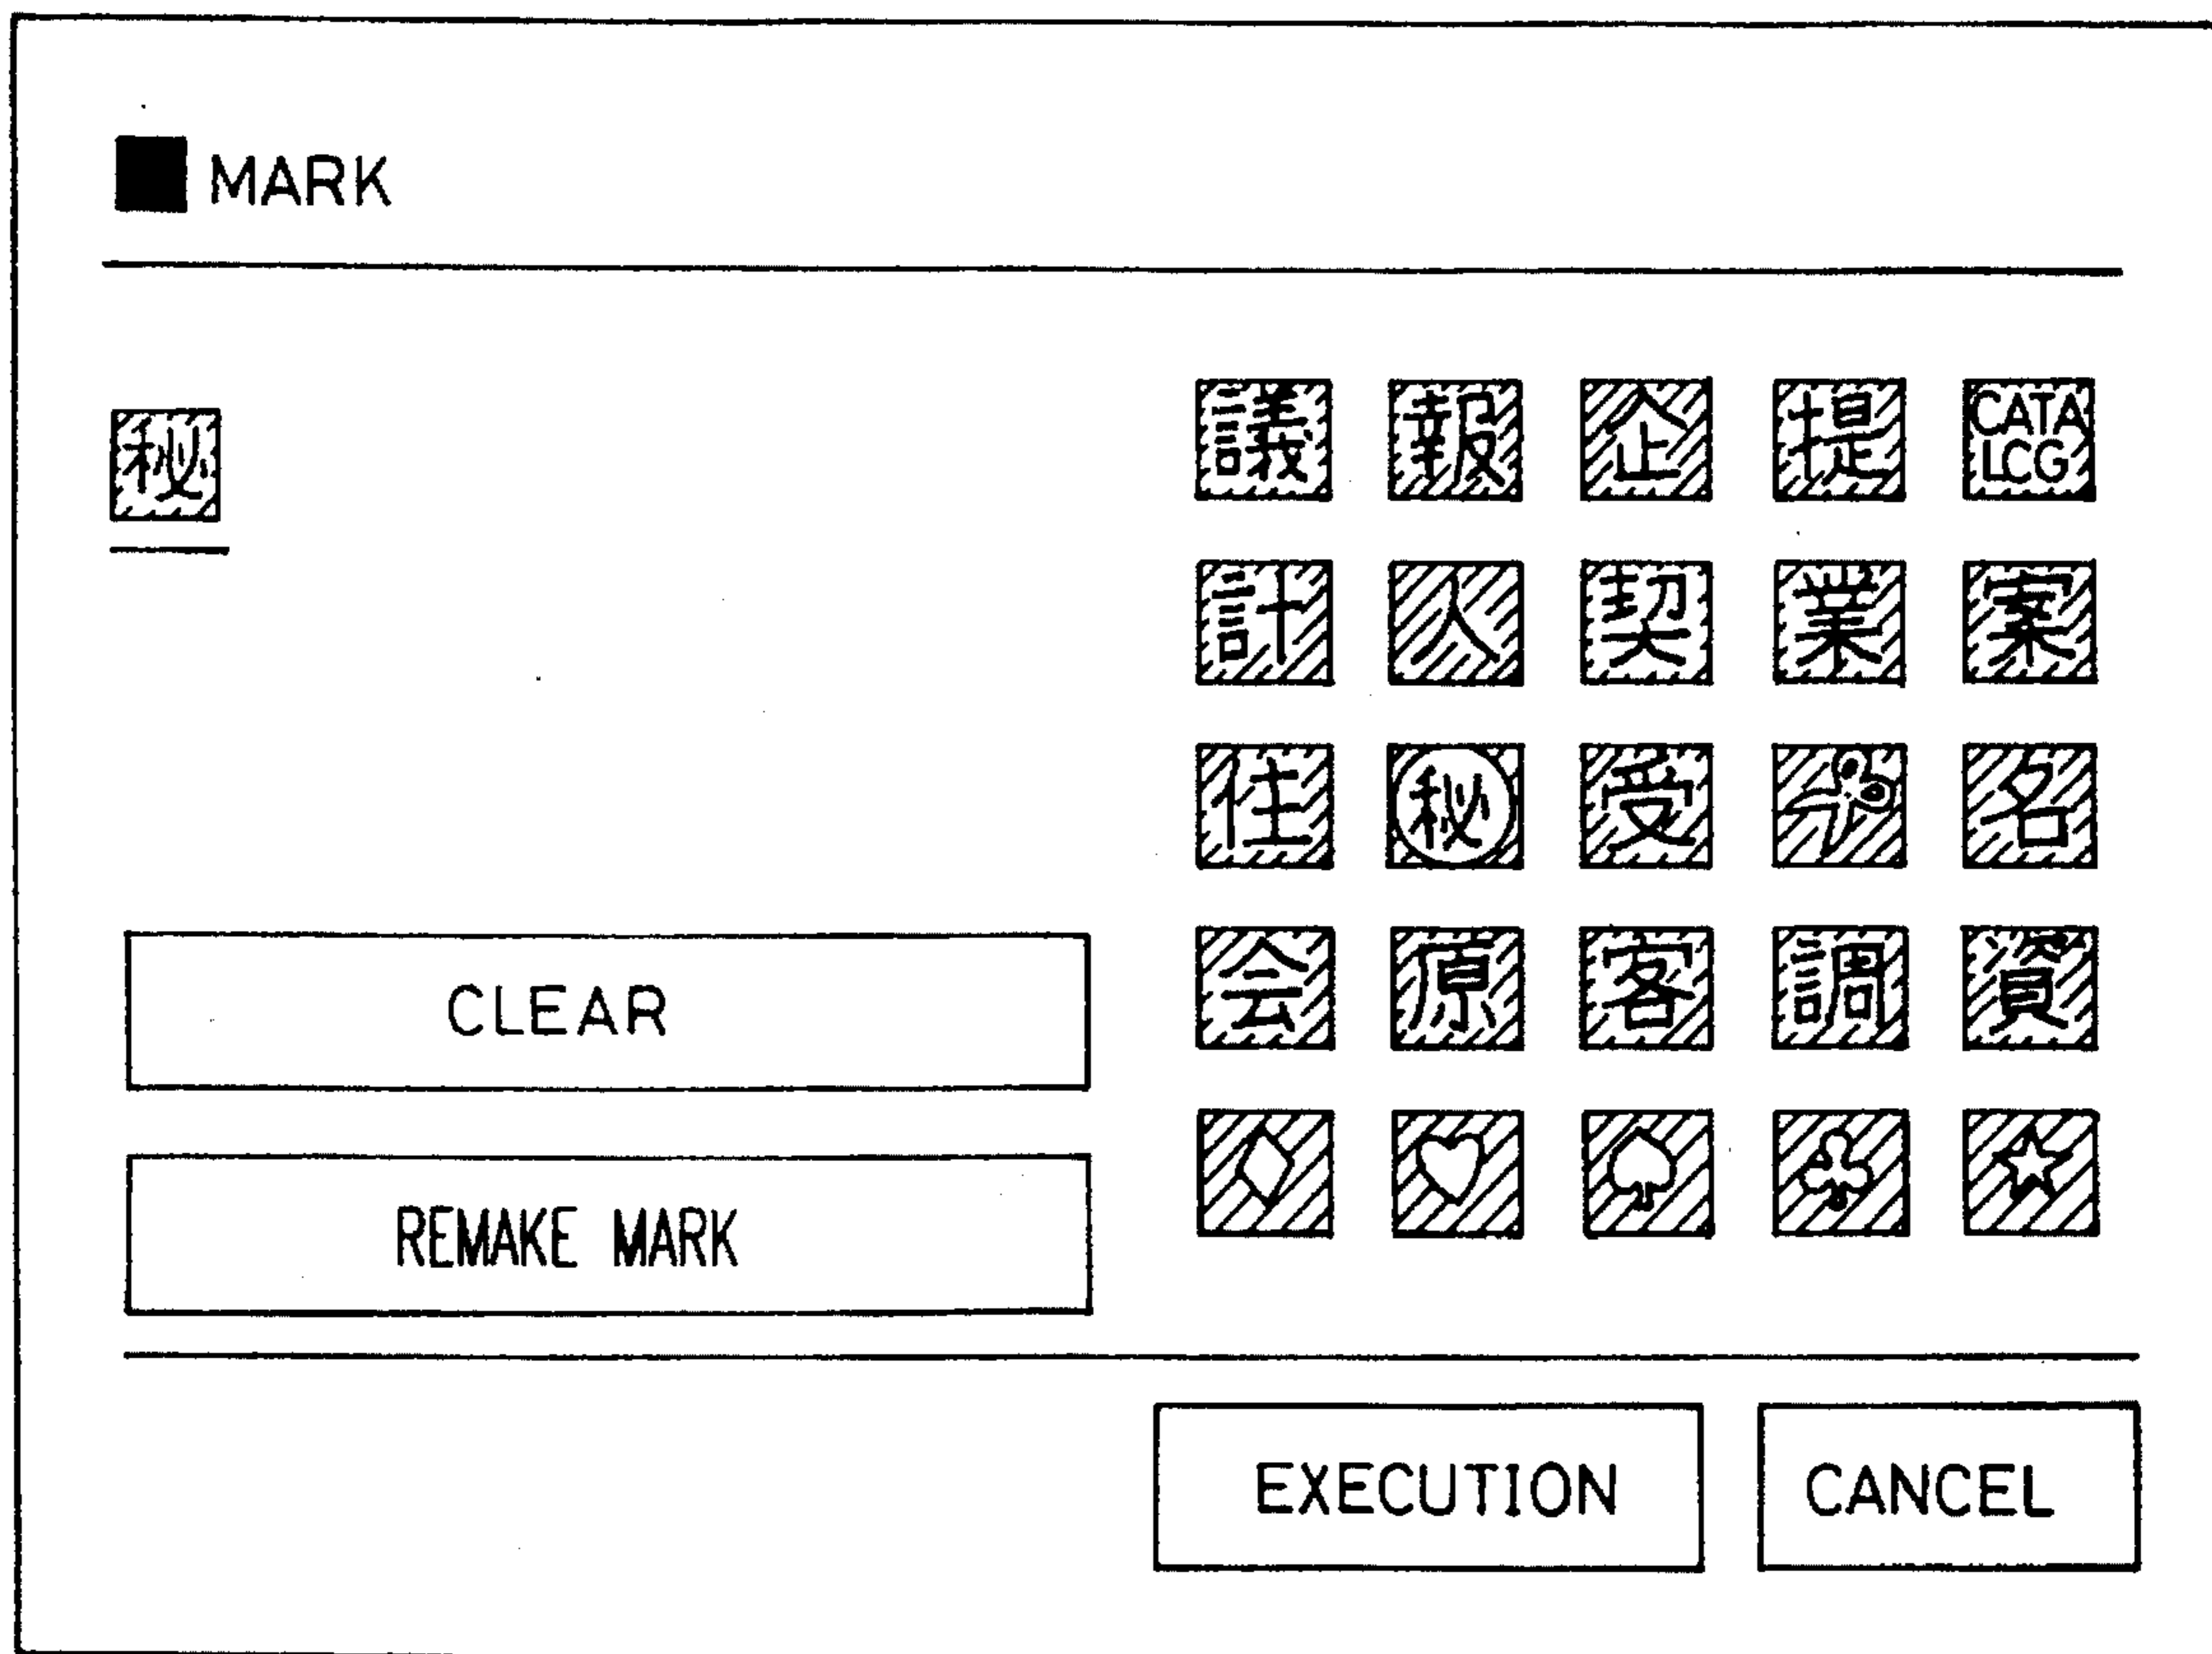 MARK
秘
議 報 企 提 CATA
LCG
計 人 契 業 案
住 秘 受 名
会 原 客 調 資
CLEAR
REMAKE MARK
EXECUTION CANCEL